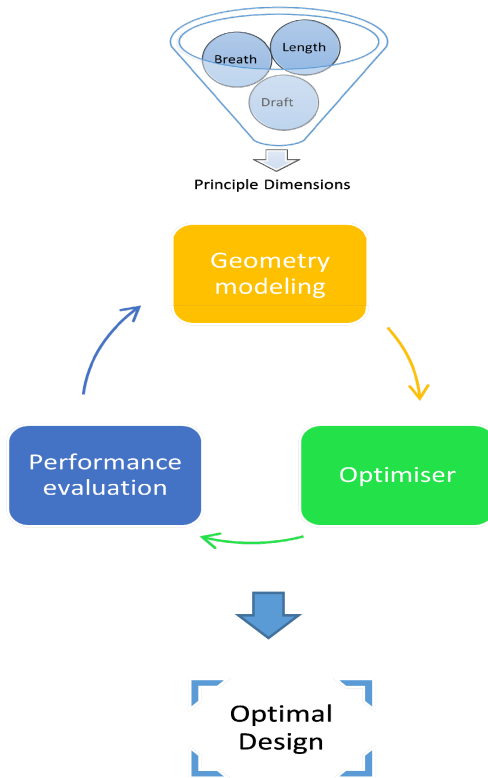 Breath
Length
Draft
Principle Dimensions
Geometry
modeling
Performance
evaluation
Optimiser
Optimal
Design